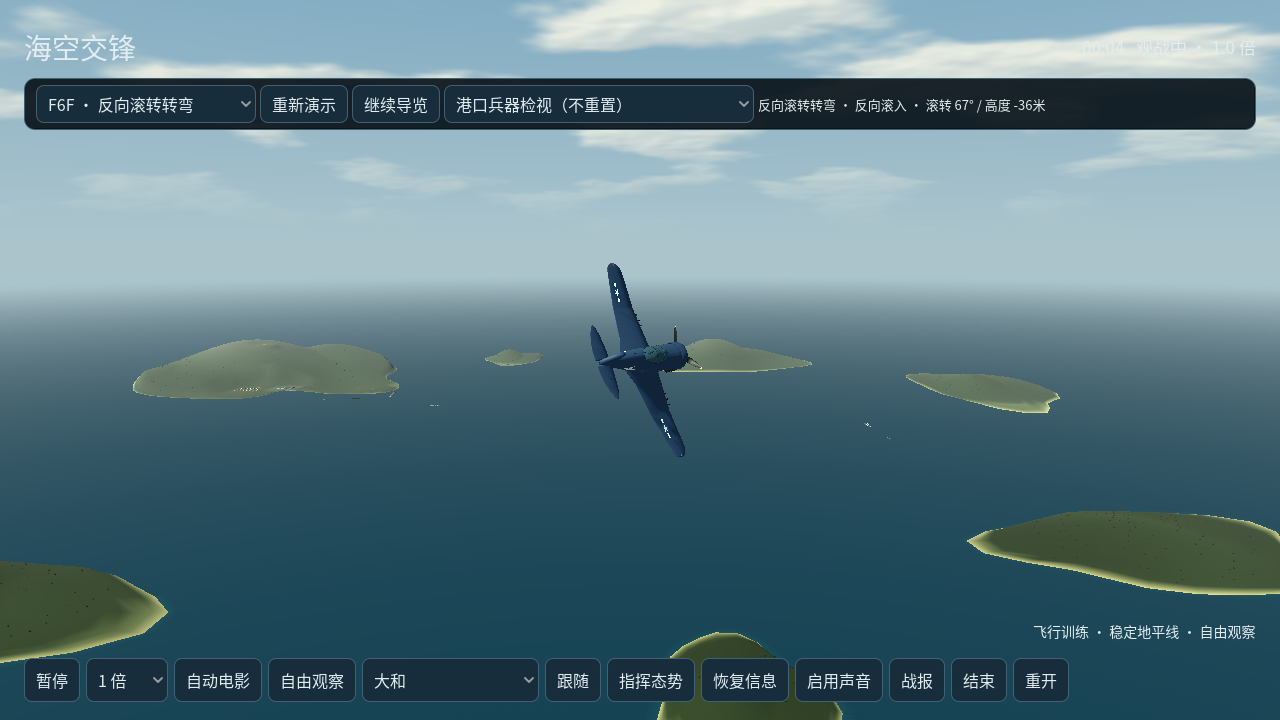 海空交锋
00:04 · 观战中 · 1.0 倍
F6F · 反向滚转转弯
重新演示
继续导览
港口兵器检视（不重置）
反向滚转转弯 · 反向滚入 · 滚转 67° / 高度 -36米
飞行训练 · 稳定地平线 · 自由观察
暂停
1 倍
自动电影
自由观察
大和
跟随
指挥态势
恢复信息
启用声音
战报
结束
重开